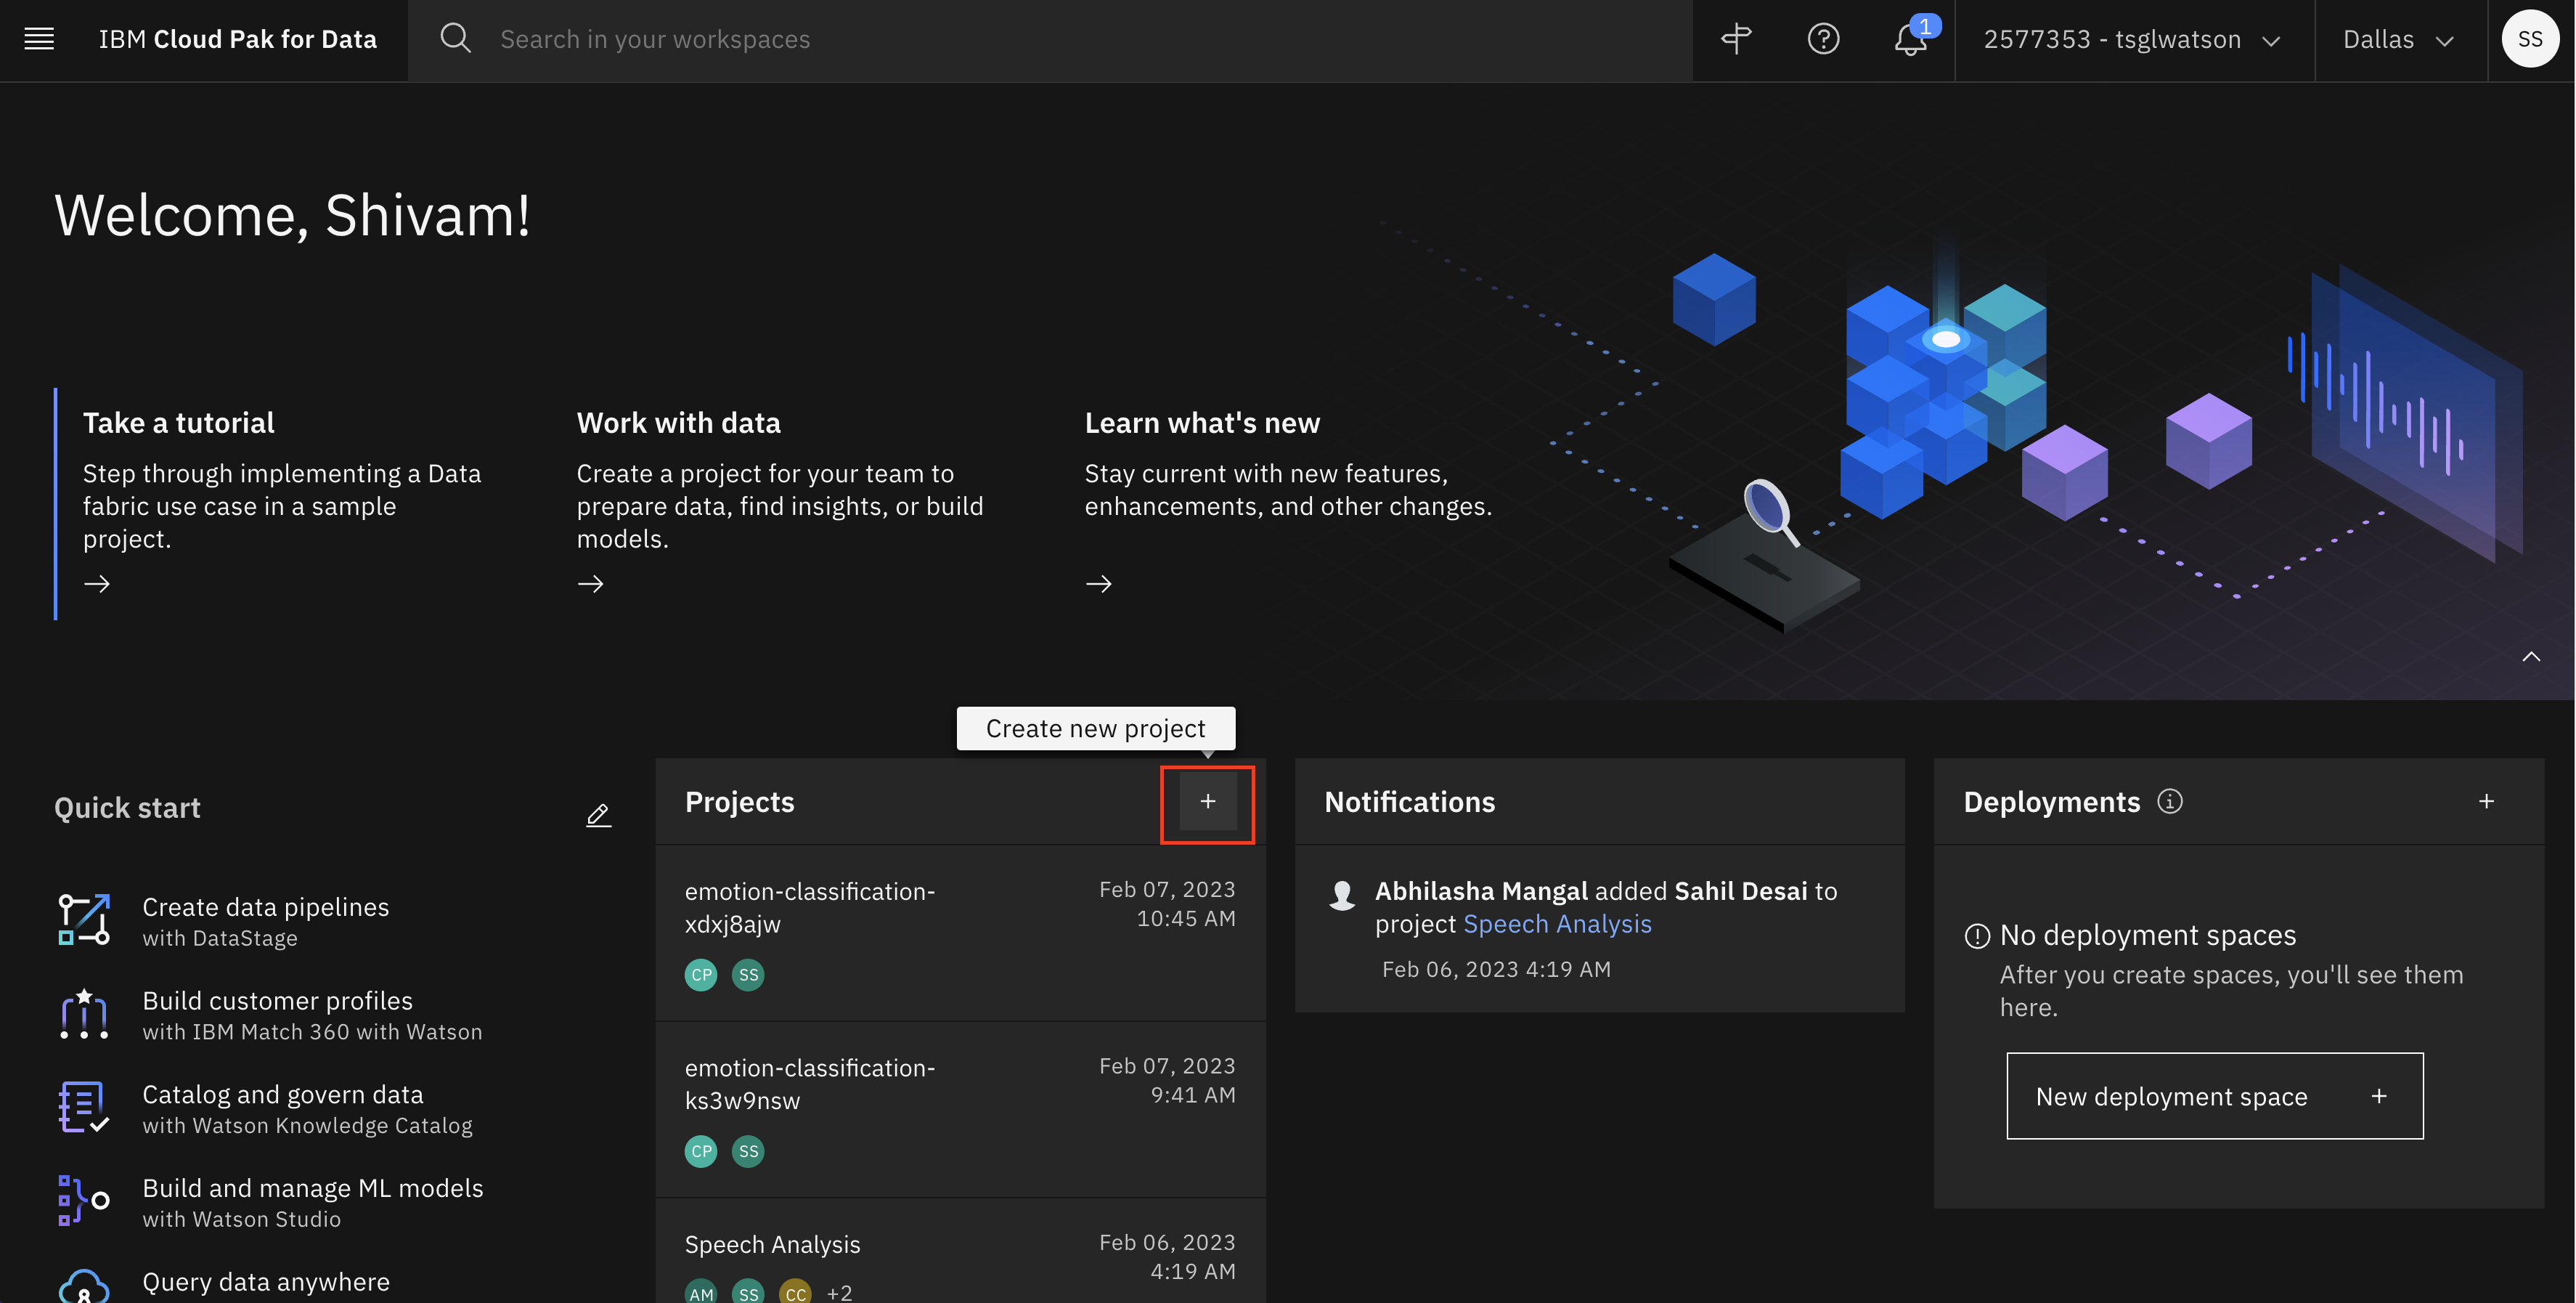 IBM Cloud Pak for Data
Search in your workspaces
1
2577353 - tsglwatson
Dallas
SS
Welcome, Shivam!
Take a tutorial
Step through implementing a Data
fabric use case in a sample
project.
Work with data
Create a project for your team to
prepare data, find insights, or build
models.
Learn what's new
Stay current with new features,
enhancements, and other changes.
Create new project
Quick start
Create data pipelines
with DataStage
Build customer profiles
with IBM Match 360 with Watson
Catalog and govern data
with Watson Knowledge Catalog
Build and manage ML models
with Watson Studio
Query data anywhere
Projects
+
emotion-classification-
xdxj8ajw
Feb 07, 2023
10:45 AM
CP SS
emotion-classification-
ks3w9nsw
Feb 07, 2023
9:41 AM
CP SS
Speech Analysis
Feb 06, 2023
4:19 AM
AM SS CC +2
Notifications
Abhilasha Mangal added Sahil Desai to
project Speech Analysis
Feb 06, 2023 4:19 AM
Deployments
+
No deployment spaces
After you create spaces, you'll see them
here.
New deployment space +